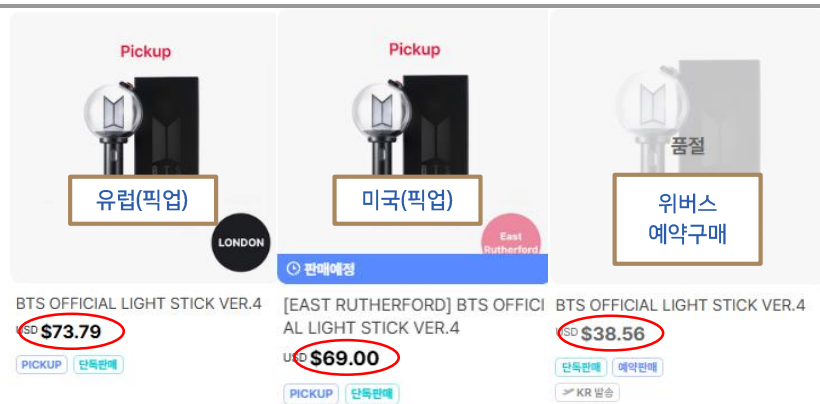 Pickup
유럽(픽업)
LONDON
BTS OFFICIAL LIGHT STICK VER.4
USD $73.79
PICKUP 단독판매
Pickup
미국(픽업)
East
Rutherford
판매예정
[EAST RUTHERFORD] BTS OFFICI
AL LIGHT STICK VER.4
USD $69.00
PICKUP 단독판매
품절
위버스
예약구매
BTS OFFICIAL LIGHT STICK VER.4
USD $38.56
단독판매 예약판매
KR 발송